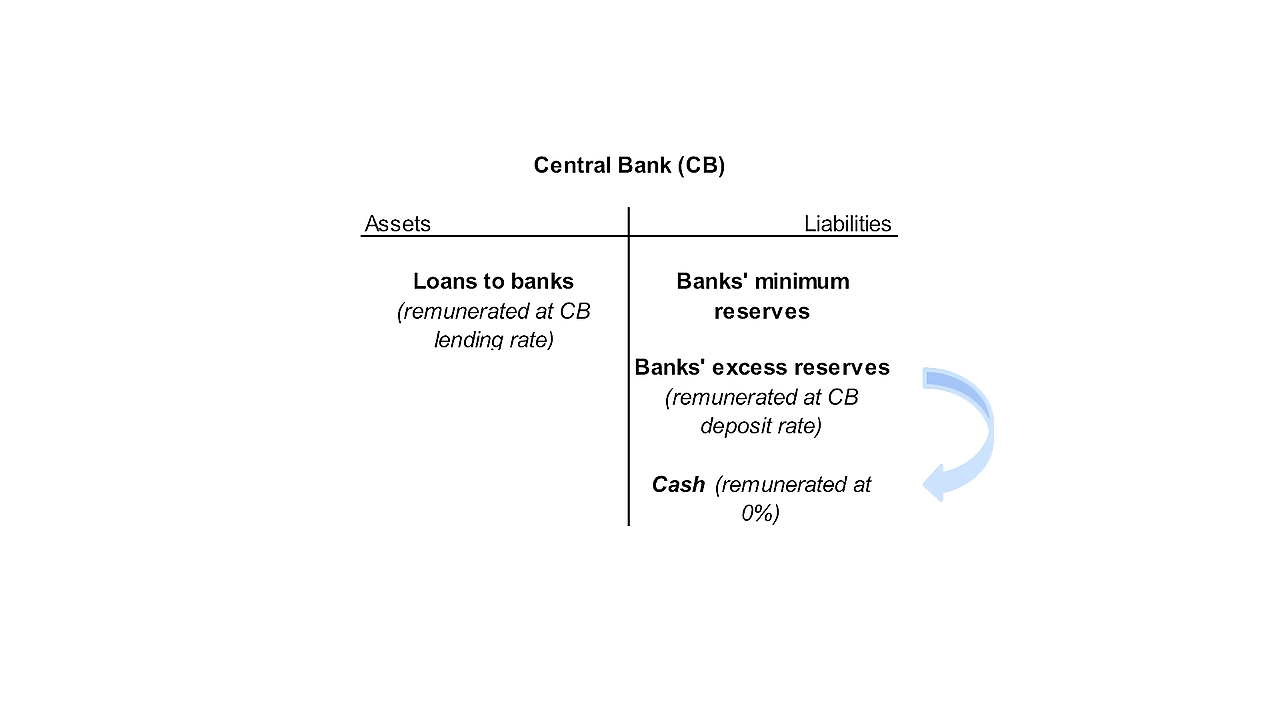 Central Bank (CB)
Assets
Liabilities
Loans to banks
(remunerated at CB
lending rate)
Banks' minimum
reserves
Banks' excess reserves
(remunerated at CB
deposit rate)
Cash (remunerated at
0%)